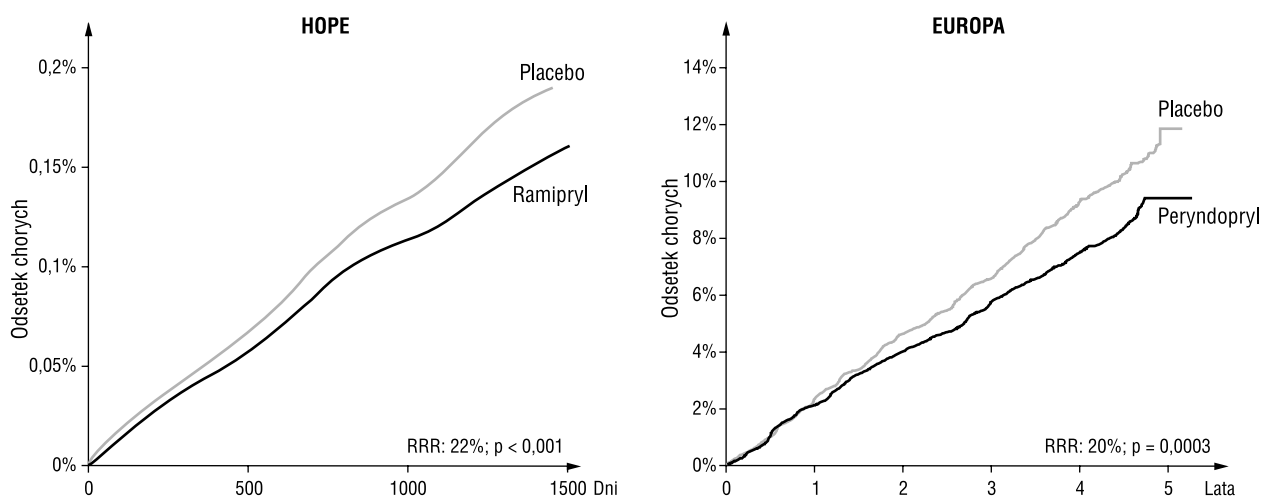 HOPE
Odsetek chorych
0,2%
0,15%
0,1%
0,05%
0%
Placebo
Ramipryl
RRR: 22%; p < 0,001
0 500 1000 1500 Dni
EUROPA
Odsetek chorych
14%
12%
10%
8%
6%
4%
2%
0%
Placebo
Peryndopryl
RRR: 20%; p = 0,0003
0 1 2 3 4 5 Lata